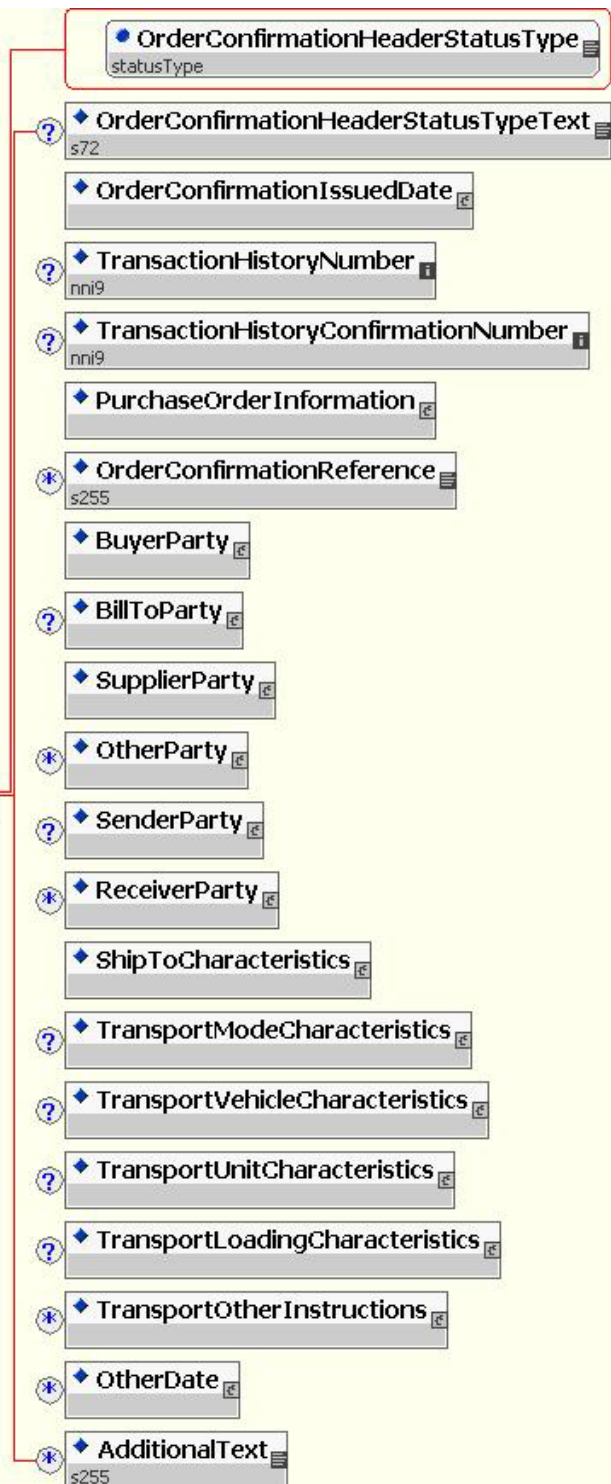 OrderConfirmationHeaderStatusType
statusType
? OrderConfirmationHeaderStatusTypeText
s72
OrderConfirmationIssuedDate
? TransactionHistoryNumber
nni9
? TransactionHistoryConfirmationNumber
nni9
PurchaseOrderInformation
* OrderConfirmationReference
s255
BuyerParty
? BillToParty
SupplierParty
* OtherParty
? SenderParty
* ReceiverParty
ShipToCharacteristics
? TransportModeCharacteristics
? TransportVehicleCharacteristics
? TransportUnitCharacteristics
? TransportLoadingCharacteristics
* TransportOtherInstructions
* OtherDate
* AdditionalText
s255